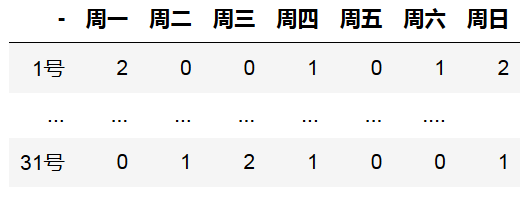 - 周一 周二 周三 周四 周五 周六 周日
1号 2 0 0 1 0 1 2
... ... ... ... ... ... ....
31号 0 1 2 1 0 0 1